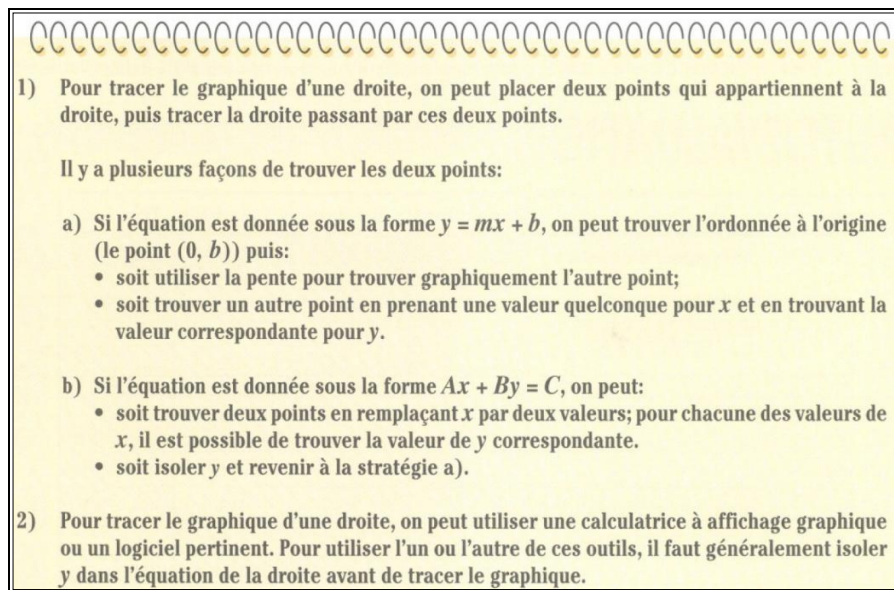 1) Pour tracer le graphique d'une droite, on peut placer deux points qui appartiennent à la
droite, puis tracer la droite passant par ces deux points.
Il y a plusieurs façons de trouver les deux points:
a) Si l'équation est donnée sous la forme y = mx + b, on peut trouver l'ordonnée à l'origine
(le point (0, b)) puis:
• soit utiliser la pente pour trouver graphiquement l'autre point;
• soit trouver un autre point en prenant une valeur quelconque pour x et en trouvant la
valeur correspondante pour y.
b) Si l'équation est donnée sous la forme Ax + By = C, on peut:
• soit trouver deux points en remplaçant x par deux valeurs; pour chacune des valeurs de
x, il est possible de trouver la valeur de y correspondante.
• soit isoler y et revenir à la stratégie a).
2) Pour tracer le graphique d'une droite, on peut utiliser une calculatrice à affichage graphique
ou un logiciel pertinent. Pour utiliser l'un ou l'autre de ces outils, il faut généralement isoler
y dans l'équation de la droite avant de tracer le graphique.